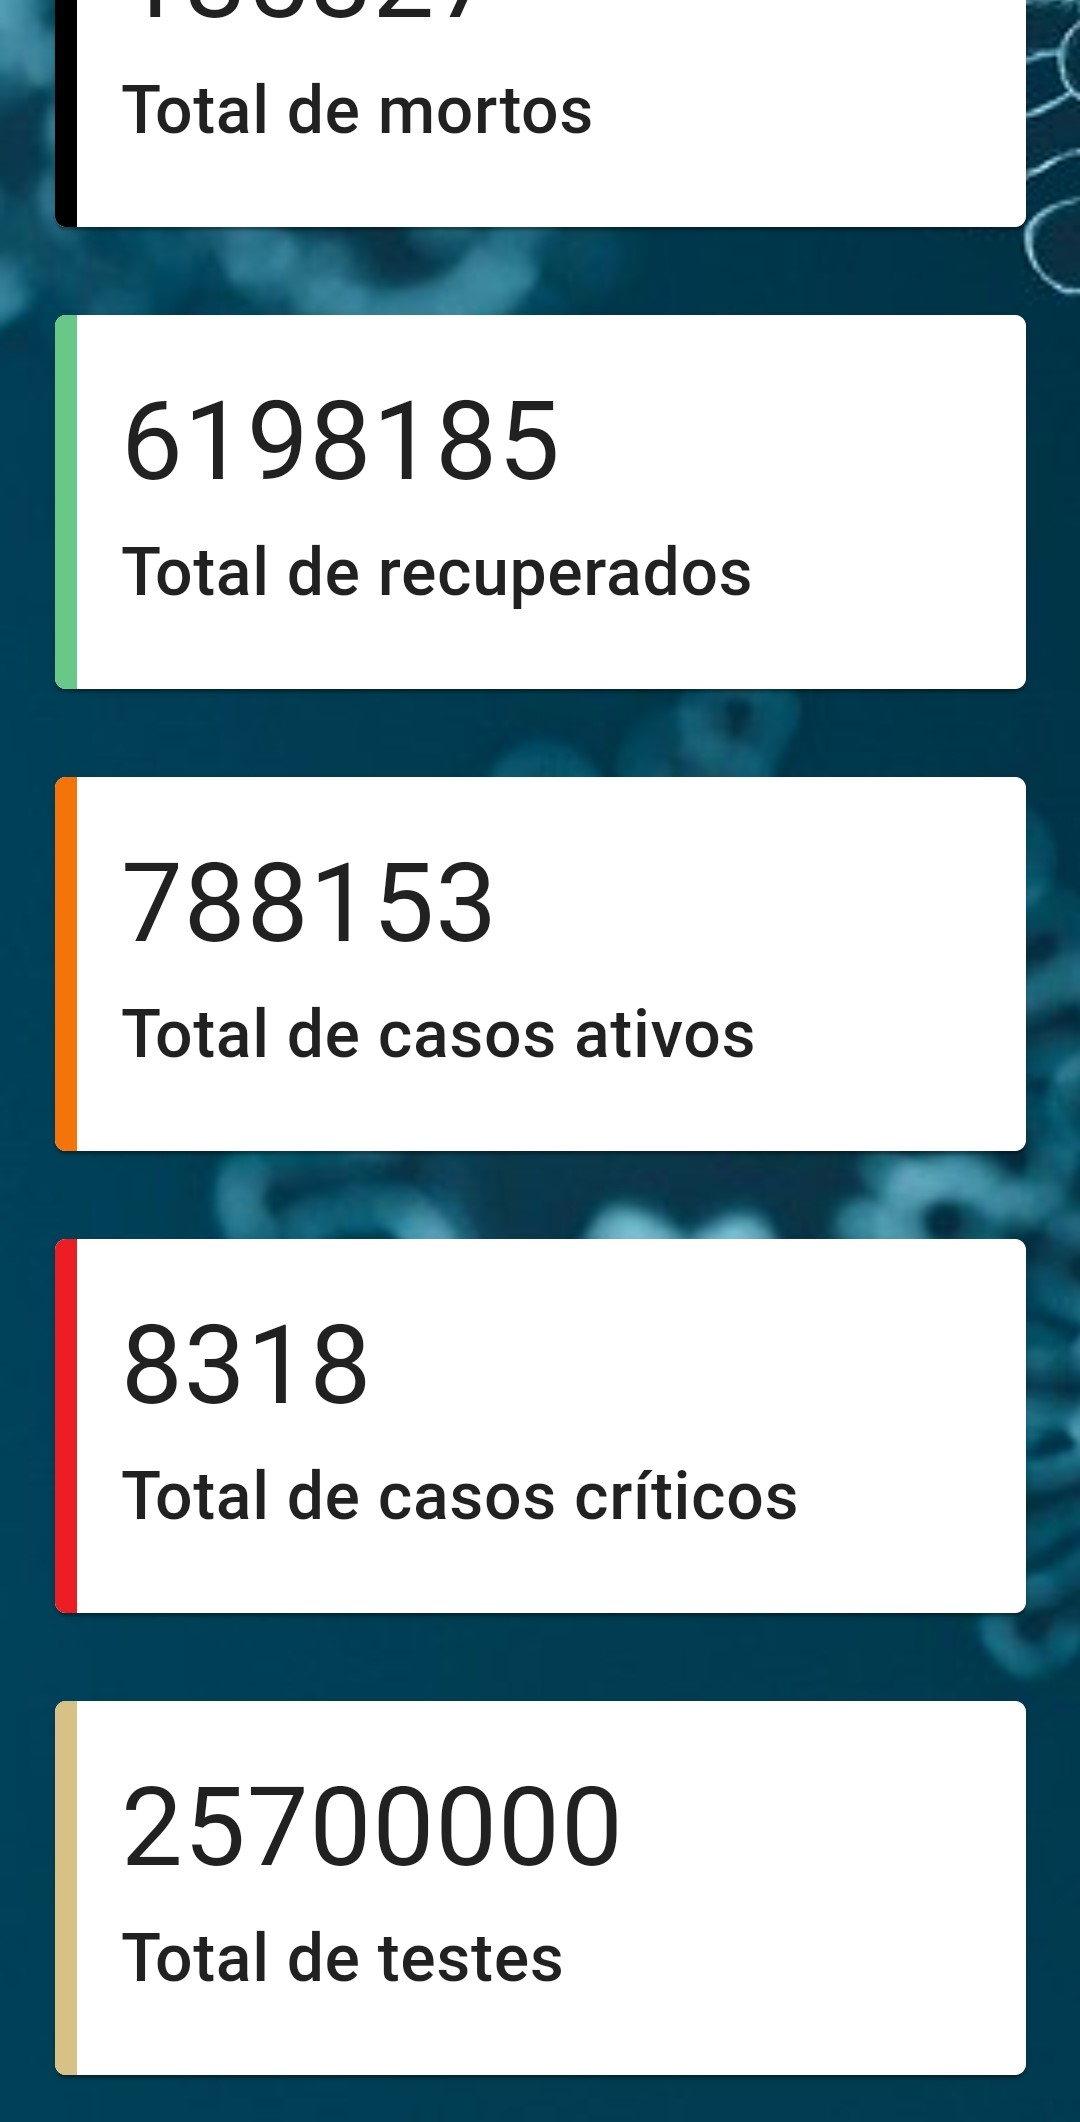 Total de mortos
6198185
Total de recuperados
788153
Total de casos ativos
8318
Total de casos críticos
25700000
Total de testes